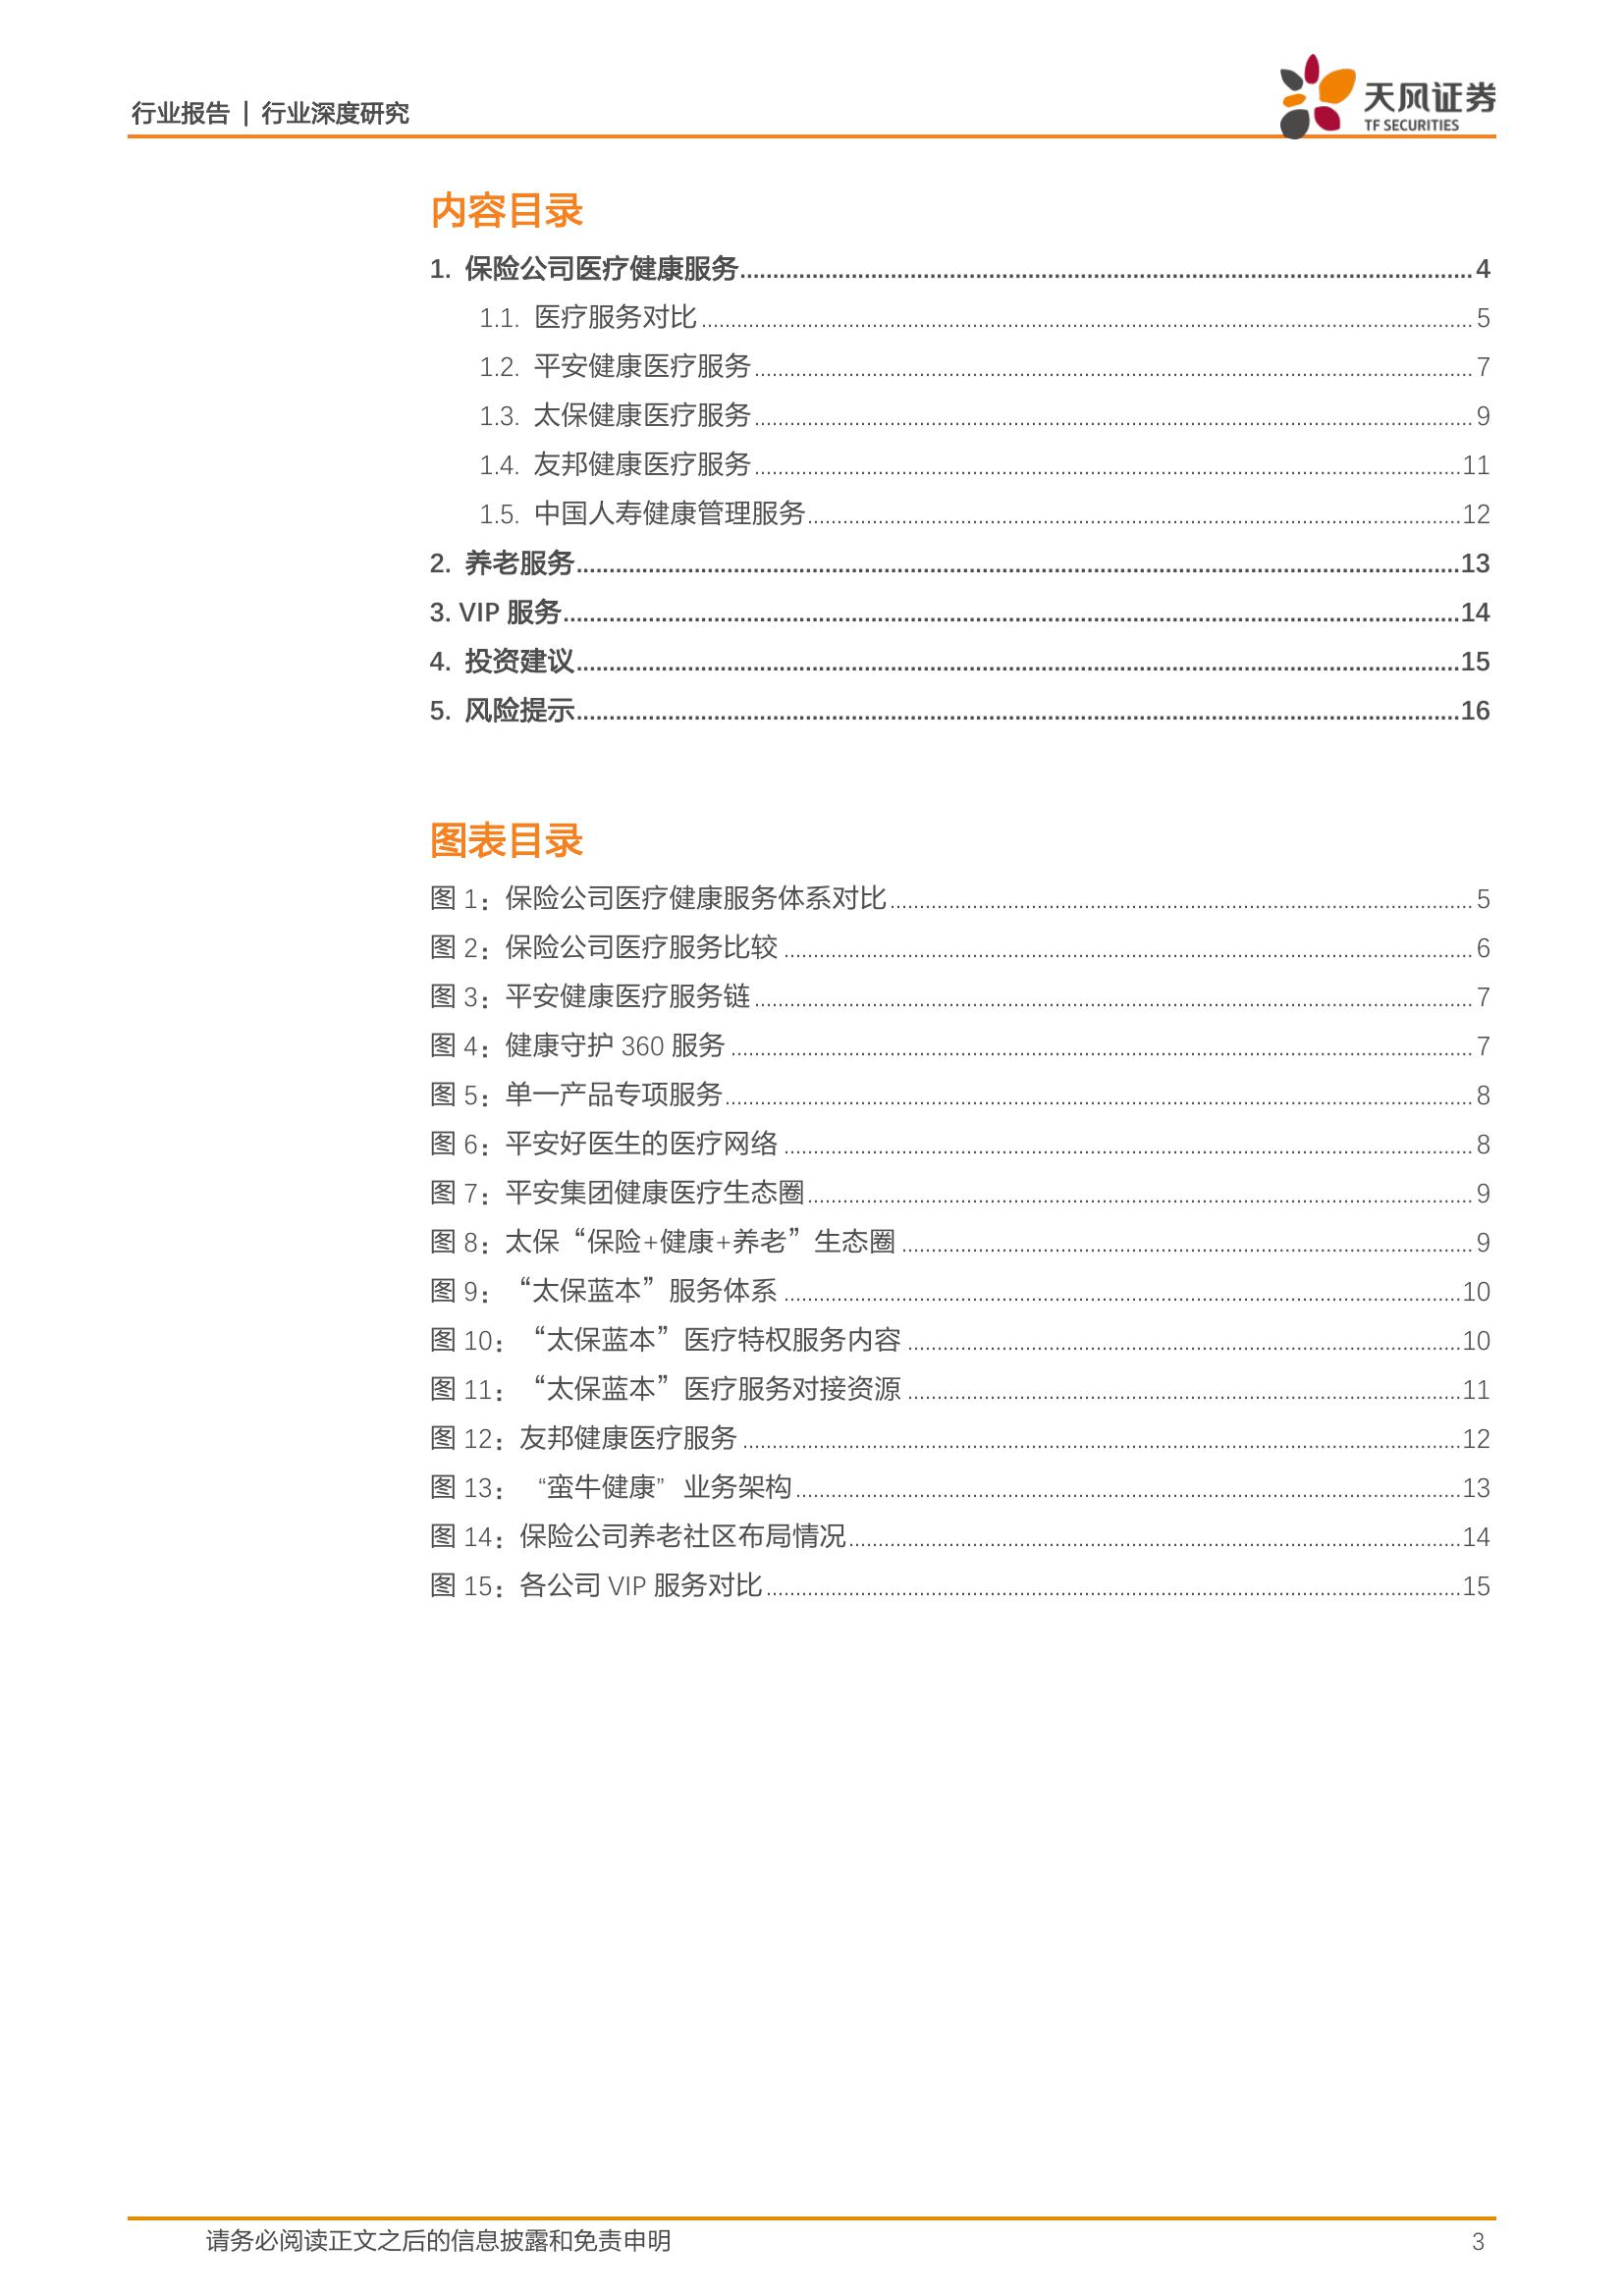 行业报告 | 行业深度研究
天风证券
TF SECURITIES
内容目录
1. 保险公司医疗健康服务....................4
1.1. 医疗服务对比....................5
1.2. 平安健康医疗服务....................7
1.3. 太保健康医疗服务....................9
1.4. 友邦健康医疗服务....................11
1.5. 中国人寿健康管理服务....................12
2. 养老服务....................13
3. VIP 服务....................14
4. 投资建议....................15
5. 风险提示....................16
图表目录
图 1：保险公司医疗健康服务体系对比....................5
图 2：保险公司医疗服务比较....................6
图 3：平安健康医疗服务链....................7
图 4：健康守护 360 服务....................7
图 5：单一产品专项服务....................8
图 6：平安好医生的医疗网络....................8
图 7：平安集团健康医疗生态圈....................9
图 8：太保“保险+健康+养老”生态圈....................9
图 9：“太保蓝本”服务体系....................10
图 10：“太保蓝本”医疗特权服务内容....................10
图 11：“太保蓝本”医疗服务对接资源....................11
图 12：友邦健康医疗服务....................12
图 13：“蛮牛健康”业务架构....................13
图 14：保险公司养老社区布局情况....................14
图 15：各公司 VIP 服务对比....................15
请务必阅读正文之后的信息披露和免责申明 3